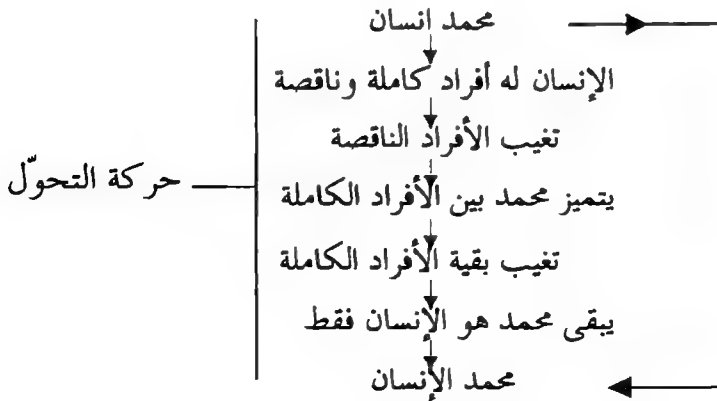 محمد انسان
الإنسان له أفراد كاملة وناقصة
تغيب الأفراد الناقصة
يتميز محمد بين الأفراد الكاملة
حركة التحوّل
تغيب بقية الأفراد الكاملة
يبقى محمد هو الإنسان فقط
محمد الإنسان